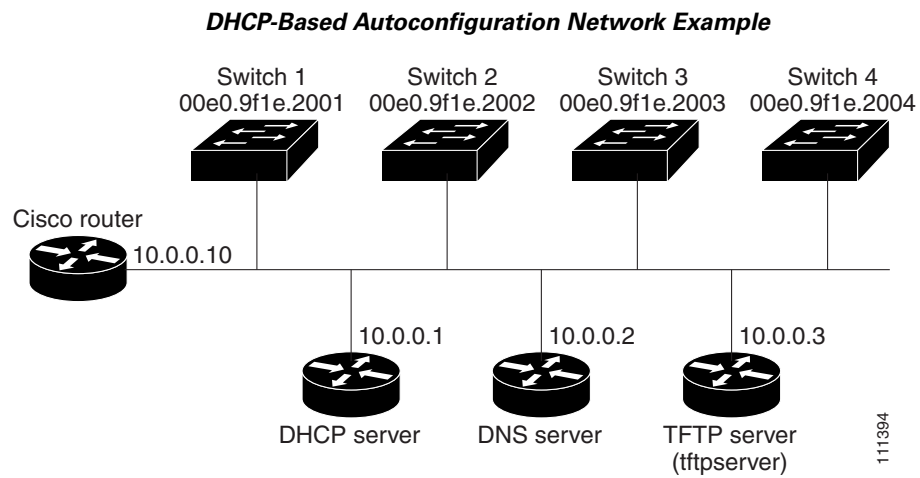 DHCP-Based Autoconfiguration Network Example
Switch 1
00e0.9f1e.2001
Switch 2
00e0.9f1e.2002
Switch 3
00e0.9f1e.2003
Switch 4
00e0.9f1e.2004
Cisco router
10.0.0.10
10.0.0.1
10.0.0.2
10.0.0.3
DHCP server
DNS server
TFTP server
(tftpserver)
111394